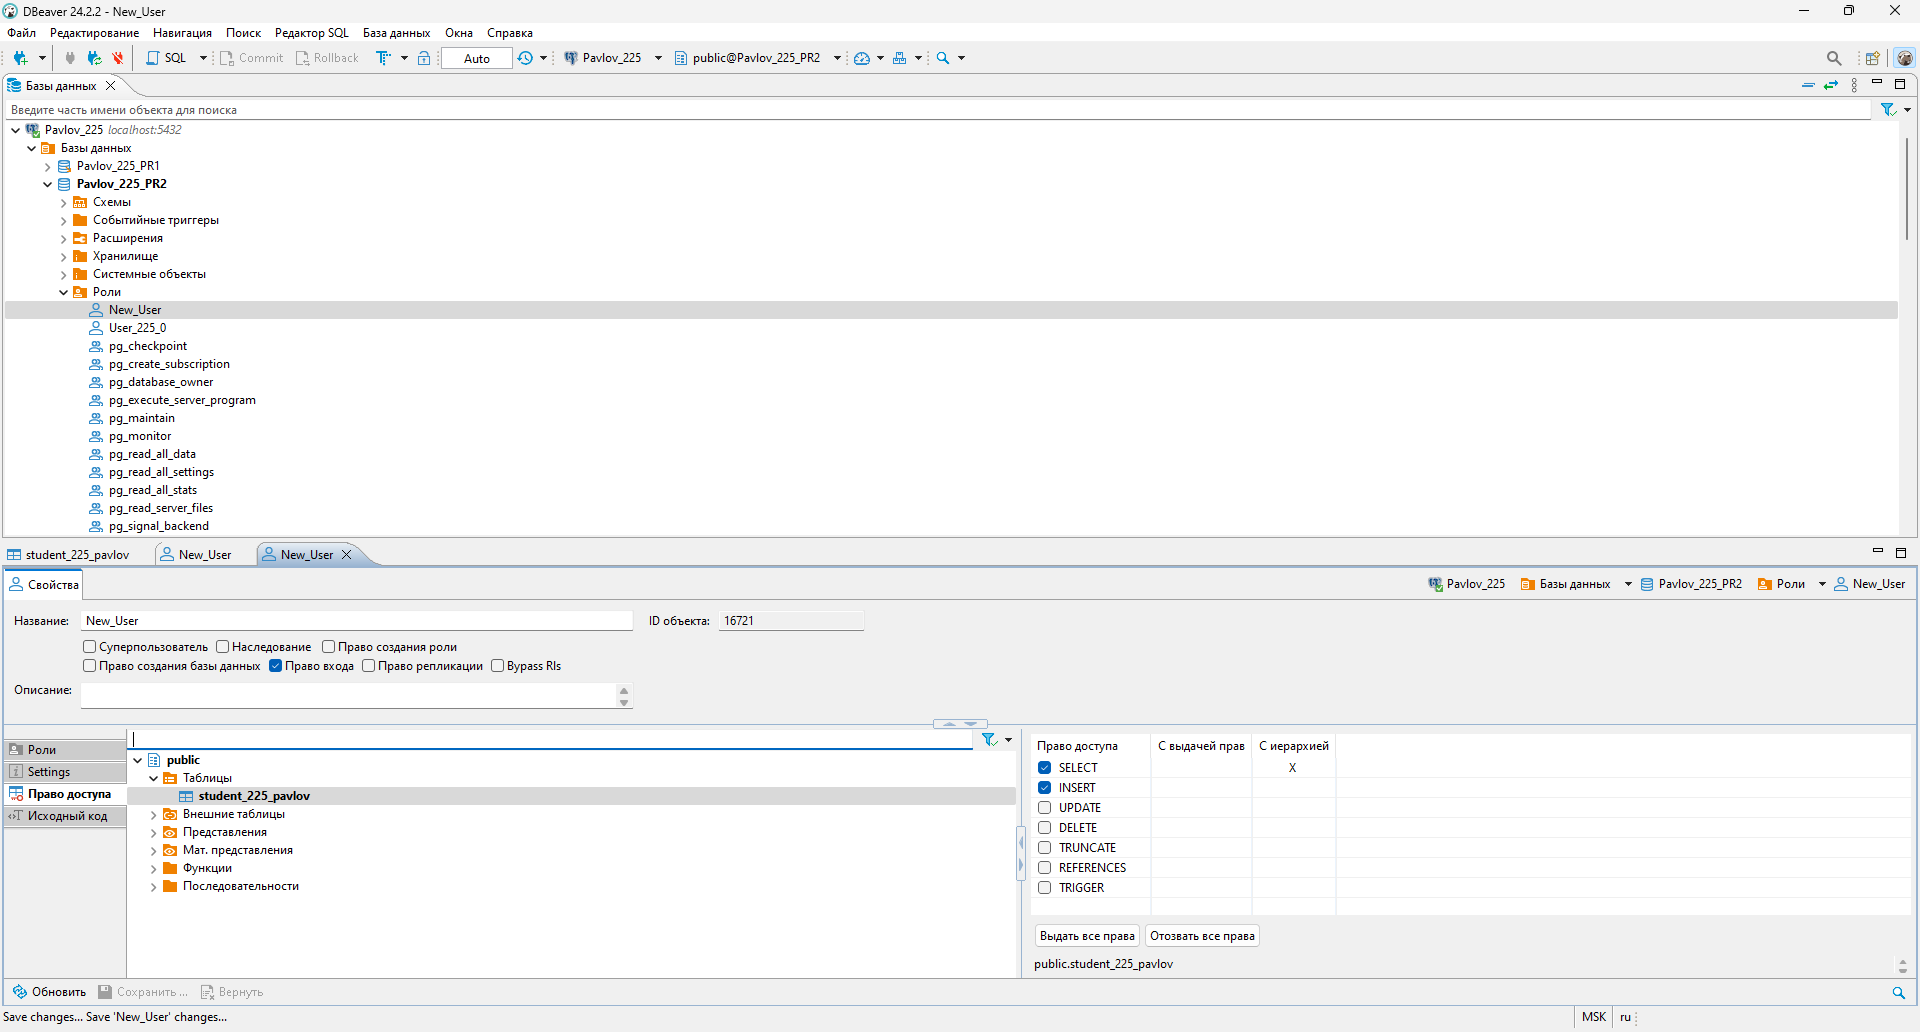 DBeaver 24.2.2 - New_User
Файл Редактирование Навигация Поиск Редактор SQL База данных Окна Справка
SQL Commit Rollback Auto Pavlov_225 public@Pavlov_225_PR2
Базы данных
Введите часть имени объекта для поиска
Pavlov_225 localhost:5432
Базы данных
Pavlov_225_PR1
Pavlov_225_PR2
Схемы
Событийные триггеры
Расширения
Хранилище
Системные объекты
Роли
New_User
User_225_0
pg_checkpoint
pg_create_subscription
pg_database_owner
pg_execute_server_program
pg_maintain
pg_monitor
pg_read_all_data
pg_read_all_settings
pg_read_all_stats
pg_read_server_files
pg_signal_backend
student_225_pavlov New_User New_User
Свойства Pavlov_225 Базы данных Pavlov_225_PR2 Роли New_User
Название: New_User ID объекта: 16721
Суперпользователь Наследование Право создания роли
Право создания базы данных Право входа Право репликации Bypass Rls
Описание:
Роли
Settings
Право доступа
Исходный код
public
Таблицы
student_225_pavlov
Внешние таблицы
Представления
Мат. представления
Функции
Последовательности
Право доступа С выдачей прав С иерархией
SELECT X
INSERT
UPDATE
DELETE
TRUNCATE
REFERENCES
TRIGGER
Выдать все права Отозвать все права
public.student_225_pavlov
Обновить Сохранить ... Вернуть
Save changes... Save 'New_User' changes...
MSK ru